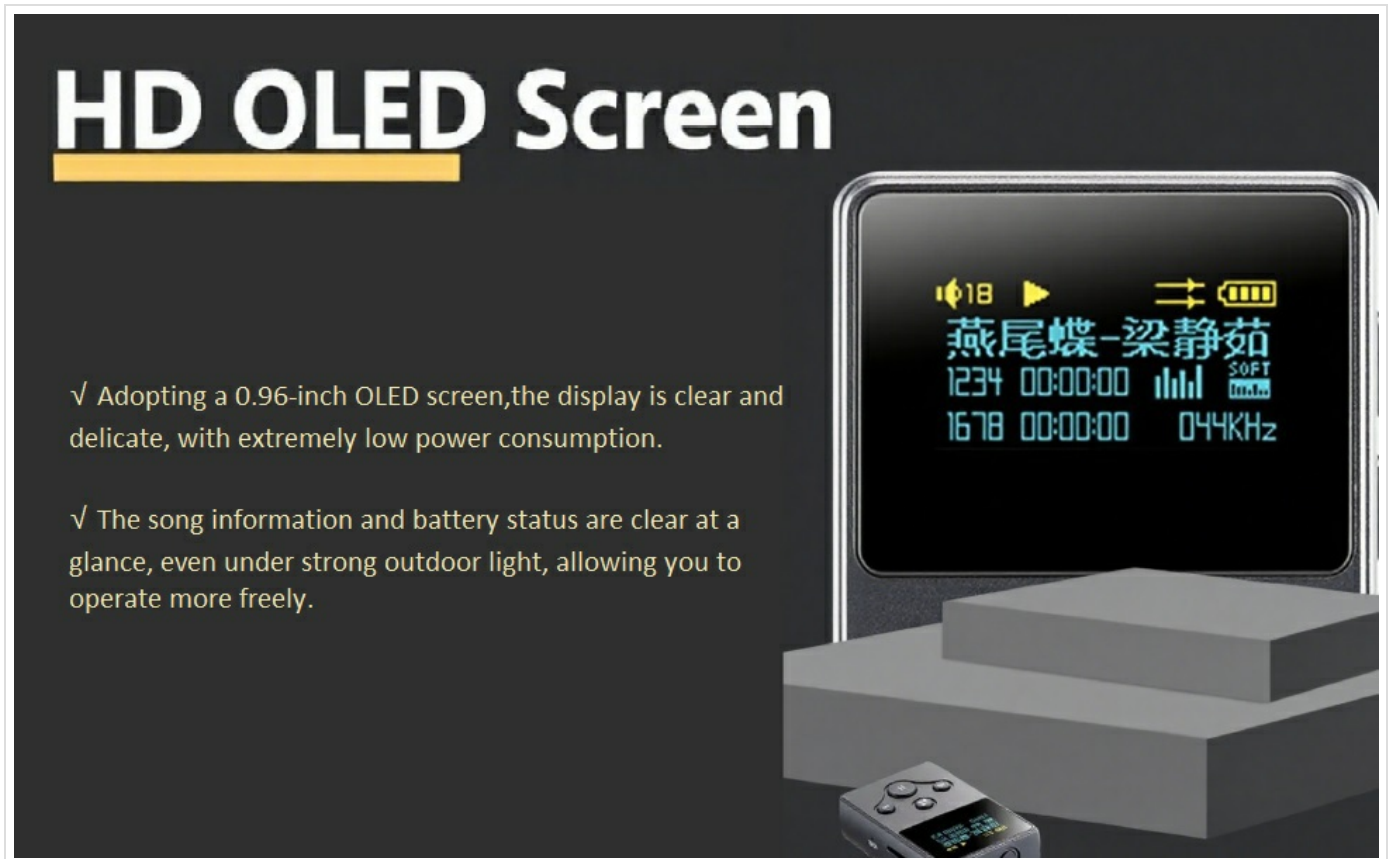 HD OLED Screen
18
燕尾蝶-梁静茹
1234 00:00:00
SOFT
1678 00:00:00 044KHz
√ Adopting a 0.96-inch OLED screen,the display is clear and
delicate, with extremely low power consumption.
√ The song information and battery status are clear at a
glance, even under strong outdoor light, allowing you to
operate more freely.